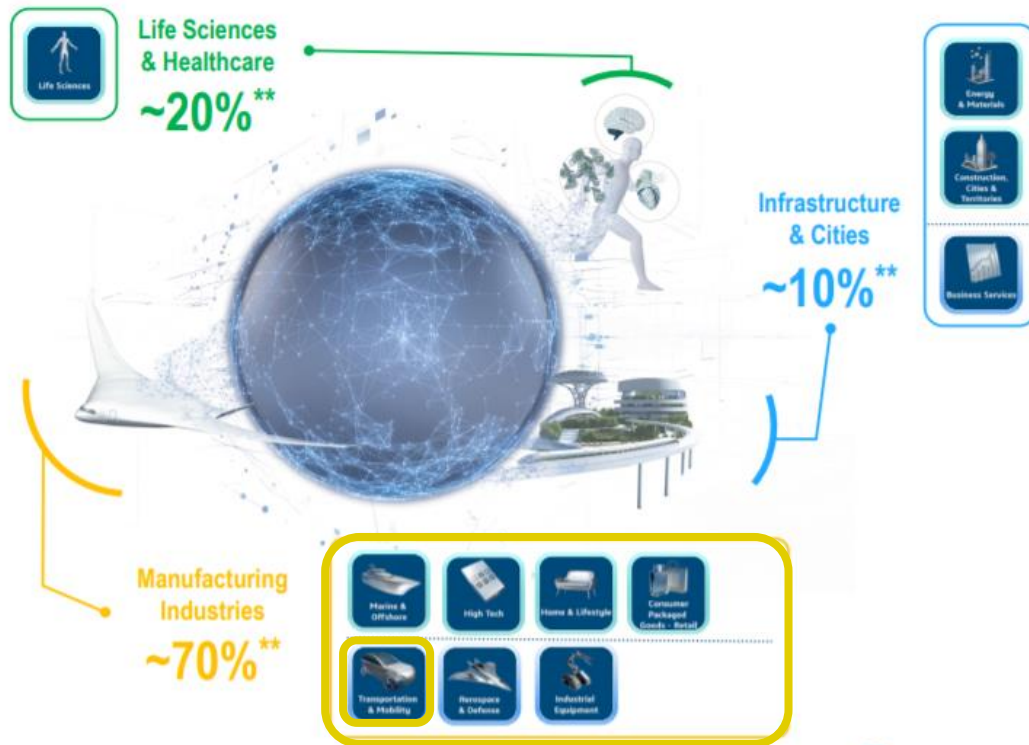 Life Sciences
Life Sciences
& Healthcare
~20%**
Energy
& Materials
Construction,
Cities &
Territories
Business Services
Infrastructure
& Cities
~10%**
Manufacturing
Industries
~70%**
Marine &
Offshore
High Tech
Home & Lifestyle
Consumer
Packaged
Goods - Retail
Transportation
& Mobility
Aerospace
& Defense
Industrial
Equipment